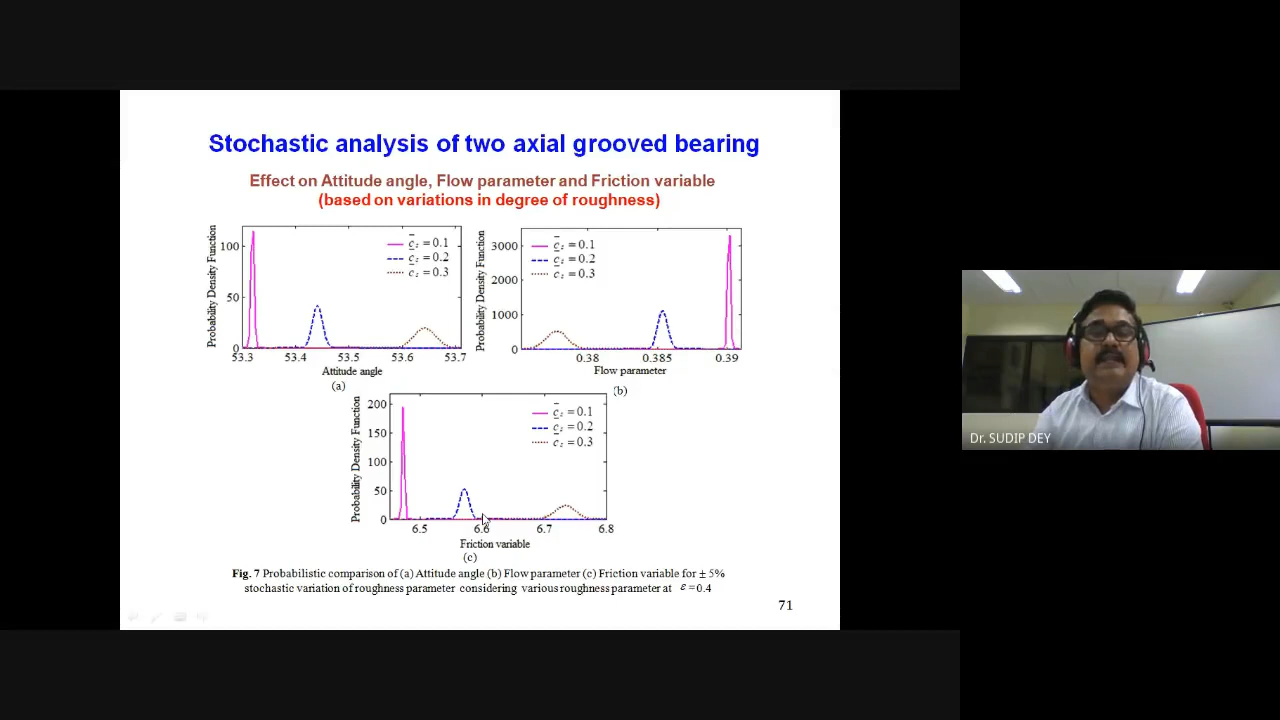 Stochastic analysis of two axial grooved bearing
Effect on Attitude angle, Flow parameter and Friction variable
(based on variations in degree of roughness)
Probability Density Function
100
50
0
c̄z = 0.1
c̄z = 0.2
c̄z = 0.3
53.3 53.4 53.5 53.6 53.7
Attitude angle
(a)
Probability Density Function
3000
2000
1000
0
c̄z = 0.1
c̄z = 0.2
c̄z = 0.3
0.38 0.385 0.39
Flow parameter
(b)
Probability Density Function
200
150
100
50
0
c̄z = 0.1
c̄z = 0.2
c̄z = 0.3
6.5 6.6 6.7 6.8
Friction variable
(c)
Fig. 7 Probabilistic comparison of (a) Attitude angle (b) Flow parameter (c) Friction variable for ± 5%
stochastic variation of roughness parameter considering various roughness parameter at ε =0.4
71
Dr. SUDIP DEY